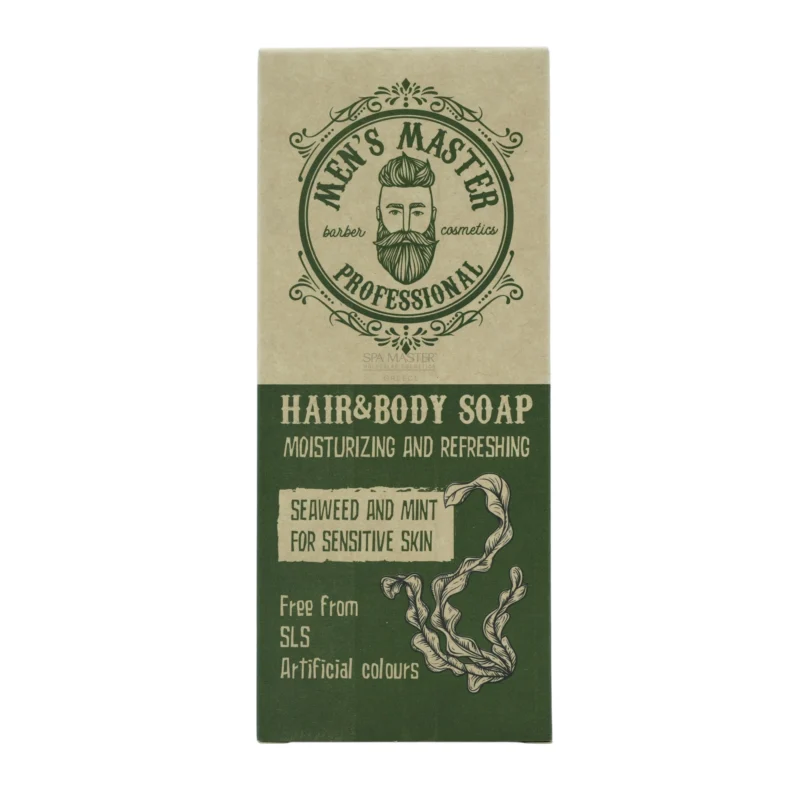 MEN'S MASTER
barber cosmetics
PROFESSIONAL
SPA MASTER
HAIR&BODY SOAP
MOISTURIZING AND REFRESHING
SEAWEED AND MINT
FOR SENSITIVE SKIN
Free from
SLS
Artificial colours